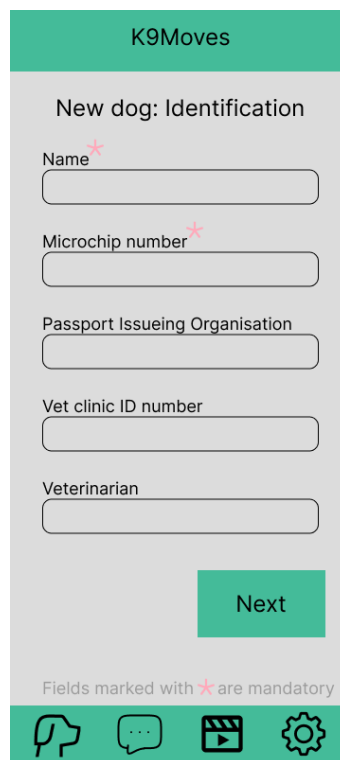 K9Moves
New dog: Identification
Name*
Microchip number*
Passport Issueing Organisation
Vet clinic ID number
Veterinarian
Next
Fields marked with * are mandatory